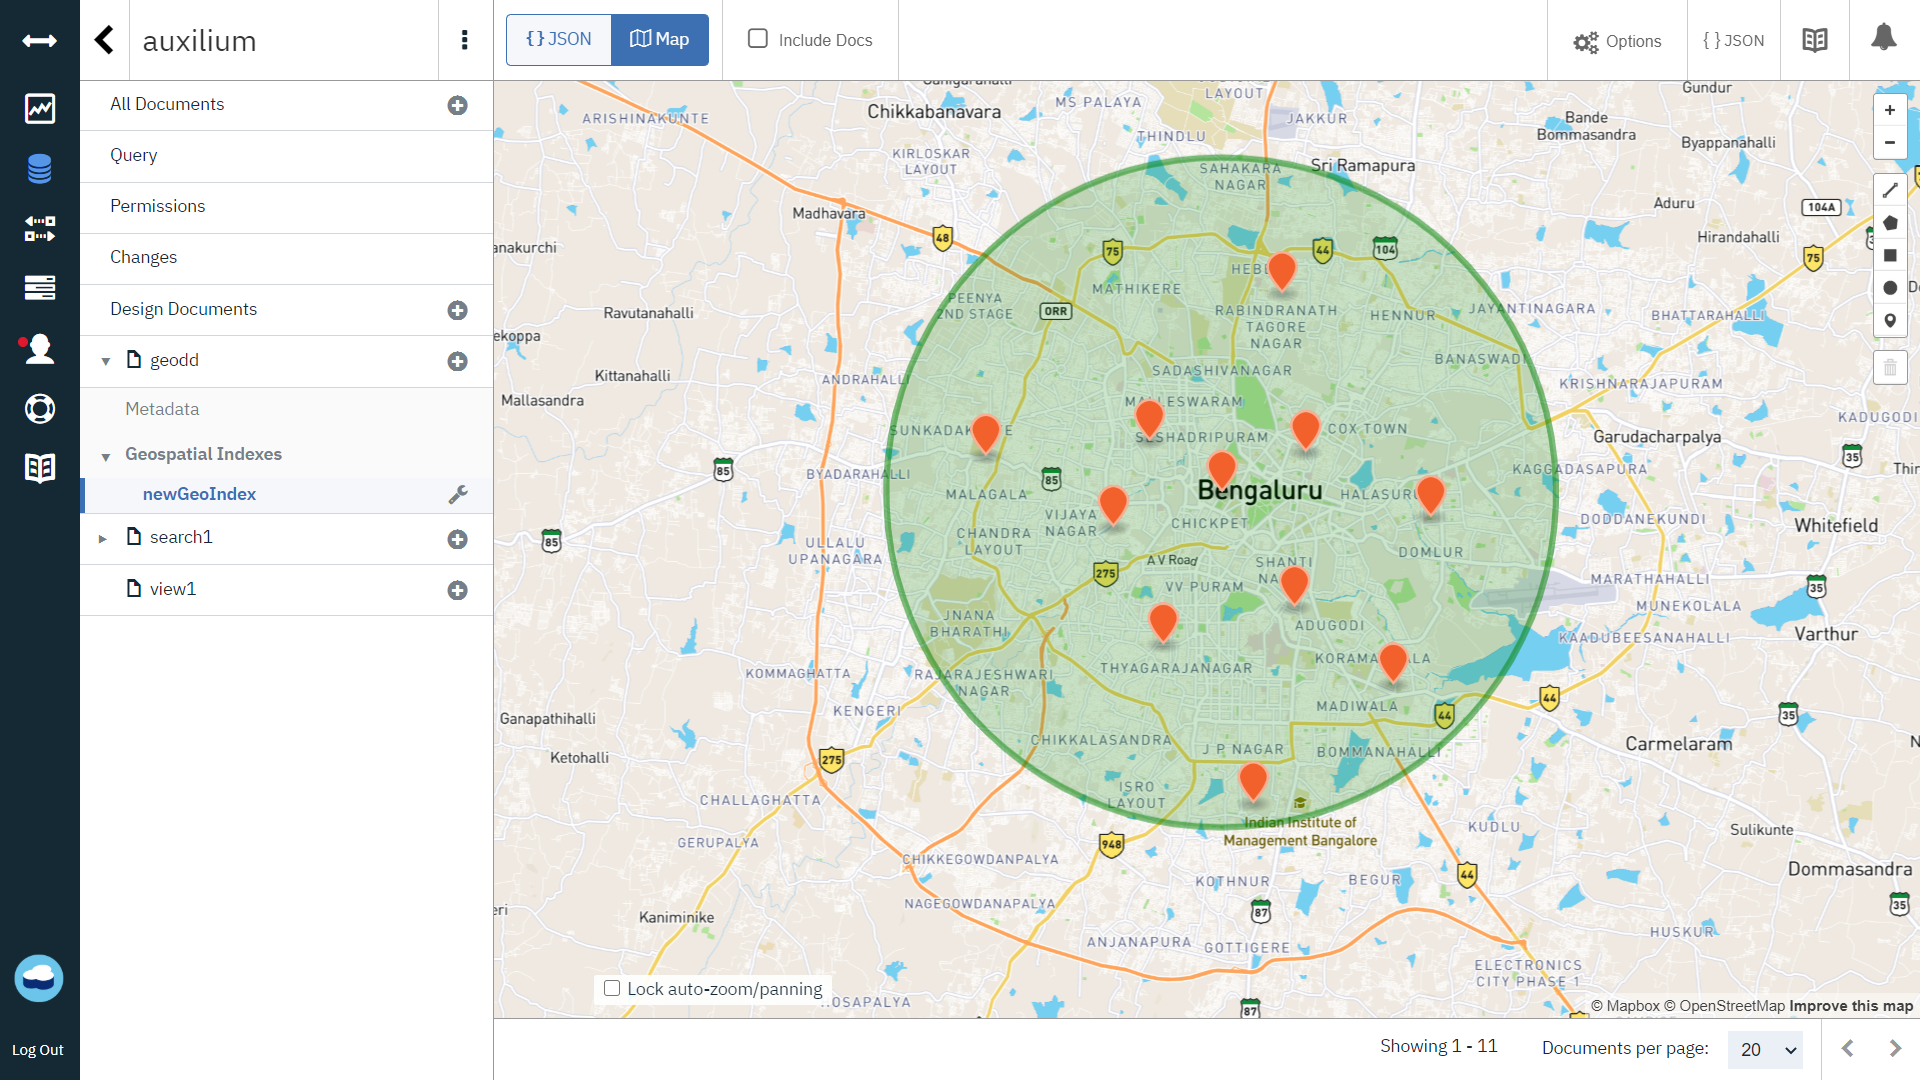 auxilium
{ } JSON
Map
Include Docs
Options
{ } JSON
All Documents
Query
Permissions
Changes
Design Documents
geodd
Metadata
Geospatial Indexes
newGeoIndex
search1
view1
Log Out
LAYOUT
Gundur
Chikkabanavara
MS PALAYA
ARISHINAKUNTE
JAKKUR
Bande
Bommasandra
THINDLU
Byappanahalli
KIRLOSKAR
LAYOUT
SAHAKARA
NAGAR
Sri Ramapura
Madhavara
Aduru
104A
48
75
44
104
Hirandahalli
75
anakurchi
MATHIKERE
PEENYA
2ND STAGE
ORR
Ravutanahalli
RABINDRANATH
TAGORE
NAGAR
HENNUR
JAYANTINAGARA
BHATTARAHALLI
ekoppa
BANASWADI
Kittanahalli
ANDRAHALLI
SADASHIVANAGAR
KRISHNARAJAPURAM
Mallasandra
MALLESWARAM
KADUGODI
COX TOWN
SESHADRIPURAM
Garudacharpalya
35
85
BYADARAHALLI
85
KAGGADASAPURA
MALAGALA
Bengaluru
VIJAYA
NAGAR
CHICKPET
DODDANEKUNDI
Whitefield
85
CHANDRA
LAYOUT
ULLALU
UPANAGARA
DOMLUR
A V Road
SHANTI
275
VV PURAM
MARATHAHALLI
35
MUNEKOLALA
JNANA
BHARATHI
ADUGODI
KAADUBEESANAHALLI
Varthur
KOMMAGHATTA
RAJARAJESHWARI
NAGAR
THYAGARAJANAGAR
KENGERI
MADIWALA
44
44
35
Ganapathihalli
Ketohalli
275
CHIKKALASANDRA
J P NAGAR
BOMMANAHALLI
Carmelaram
CHALLAGHATTA
ISRO
LAYOUT
Indian Institute of
Management Bangalore
KUDLU
Sulikunte
GERUPALYA
948
CHIKKEGOWDANPALYA
Dommasandra
KOTHNUR
BEGUR
44
NAGEGOWDANAPALYA
87
35
Kaniminike
ANJANAPURA
GOTTIGERE
HUSKUR
ELECTRONICS
CITY PHASE 1
87
Lock auto-zoom/panning
© Mapbox © OpenStreetMap Improve this map
Showing 1 - 11
Documents per page:
20